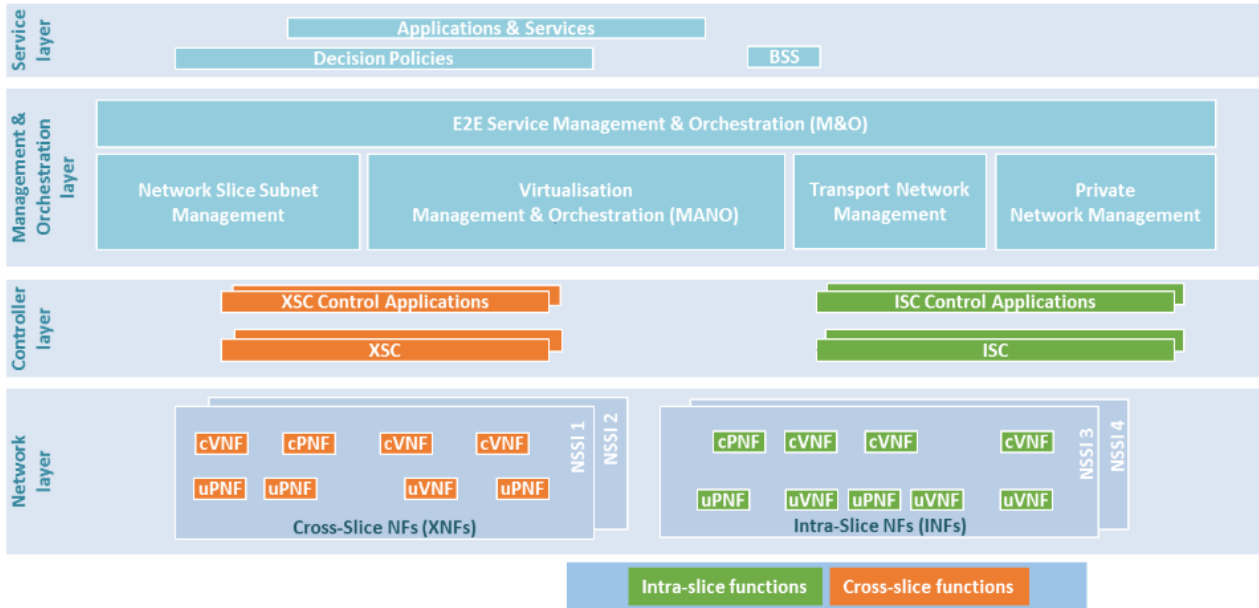 Service
layer
Applications & Services
Decision Policies
BSS
Management &
Orchestration
layer
E2E Service Management & Orchestration (M&O)
Network Slice Subnet
Management
Virtualisation
Management & Orchestration (MANO)
Transport Network
Management
Private
Network Management
Controller
layer
XSC Control Applications
ISC Control Applications
XSC
ISC
Network
layer
cVNF
cPNF
cVNF
cVNF
uPNF
uPNF
uVNF
uPNF
Cross-Slice NFs (XNFs)
NSSI 1
NSSI 2
cPNF
cVNF
cVNF
cVNF
uPNF
uVNF
uPNF
uVNF
uVNF
Intra-Slice NFs (INFs)
NSSI 3
NSSI 4
Intra-slice functions
Cross-slice functions